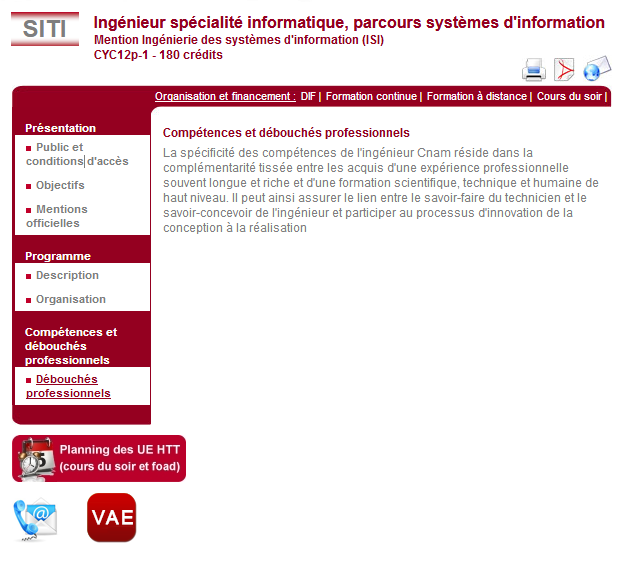 SITI
Ingénieur spécialité informatique, parcours systèmes d'information
Mention Ingénierie des systèmes d'information (ISI)
CYC12p-1 - 180 crédits
Organisation et financement : DIF | Formation continue | Formation à distance | Cours du soir |
Présentation
Public et
conditions d'accès
Objectifs
Mentions
officielles
Programme
Description
Organisation
Compétences et
débouchés
professionnels
Débouchés
professionnels
Compétences et débouchés professionnels
La spécificité des compétences de l'ingénieur Cnam réside dans la
complémentarité tissée entre les acquis d'une expérience professionnelle
souvent longue et riche et d'une formation scientifique, technique et humaine de
haut niveau. Il peut ainsi assurer le lien entre le savoir-faire du technicien et le
savoir-concevoir de l'ingénieur et participer au processus d'innovation de la
conception à la réalisation
5
Planning des UE HTT
(cours du soir et foad)
@
VAE